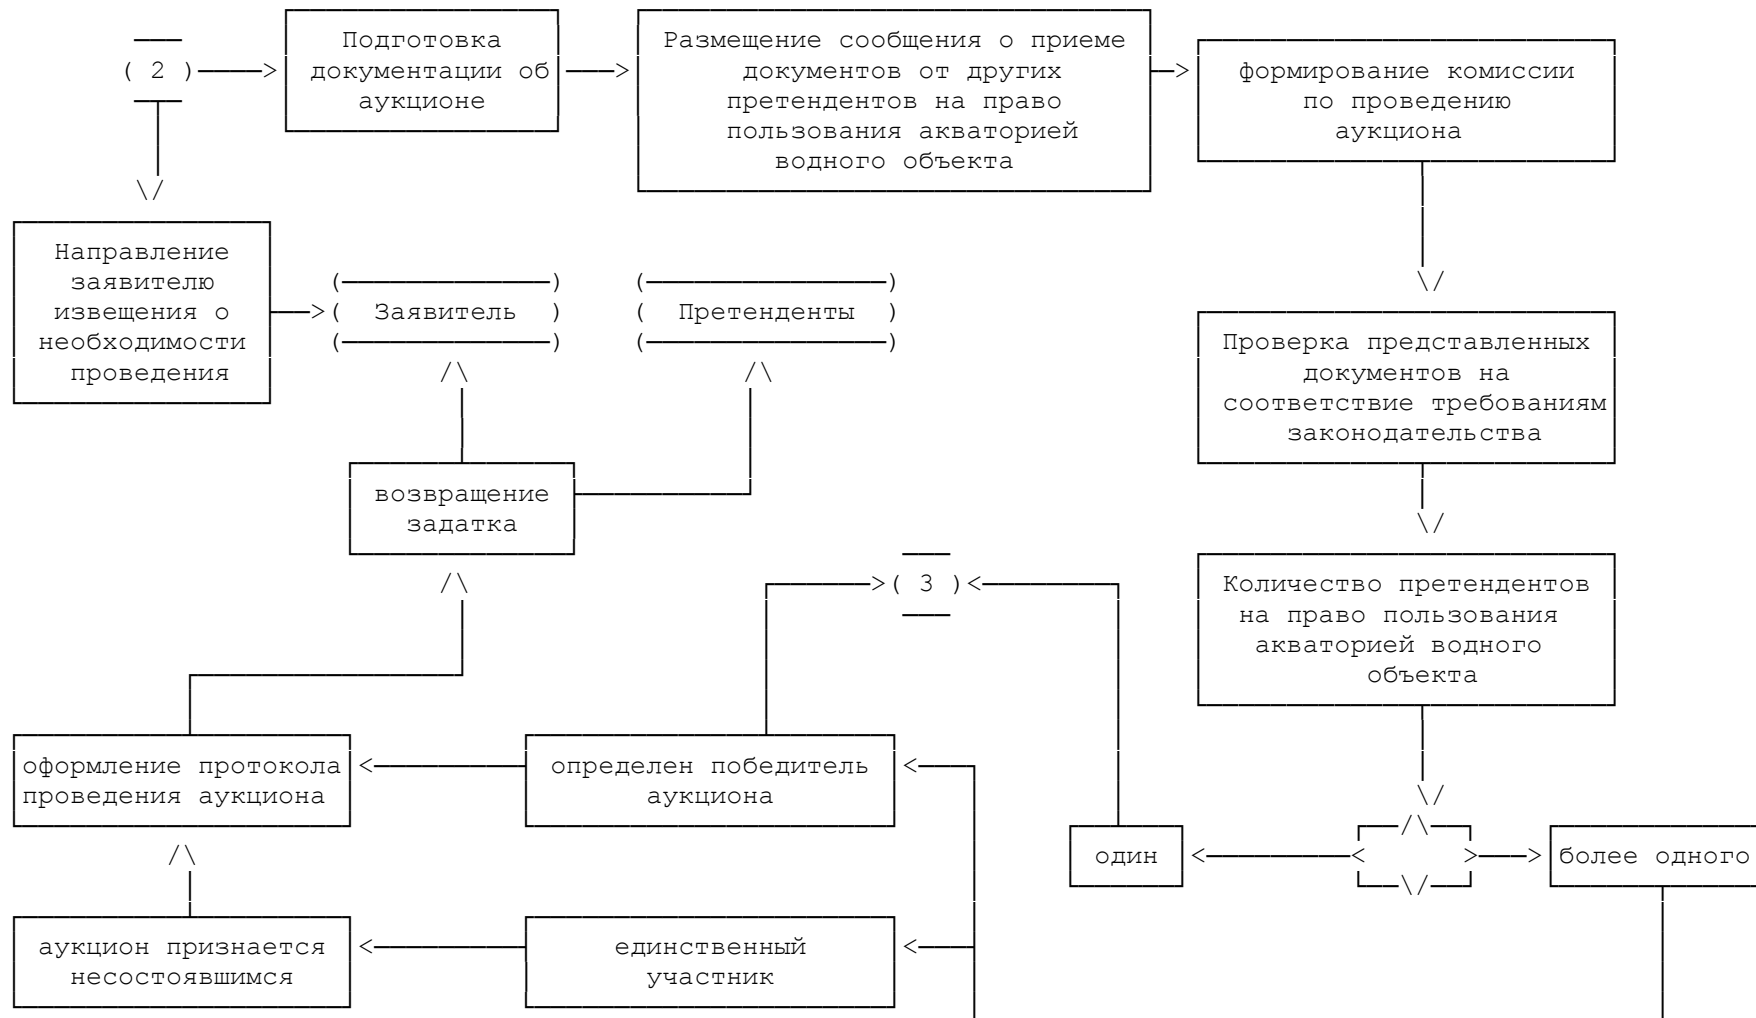 ( 2 )
Подготовка
документации об
аукционе
Размещение сообщения о приеме
документов от других
претендентов на право
пользования акваторией
водного объекта
формирование комиссии
по проведению
аукциона
Направление
заявителю
извещения о
необходимости
проведения
( Заявитель )
( Претенденты )
Проверка представленных
документов на
соответствие требованиям
законодательства
возвращение
задатка
( 3 )
Количество претендентов
на право пользования
акваторией водного
объекта
оформление протокола
проведения аукциона
определен победитель
аукциона
один
более одного
аукцион признается
несостоявшимся
единственный
участник